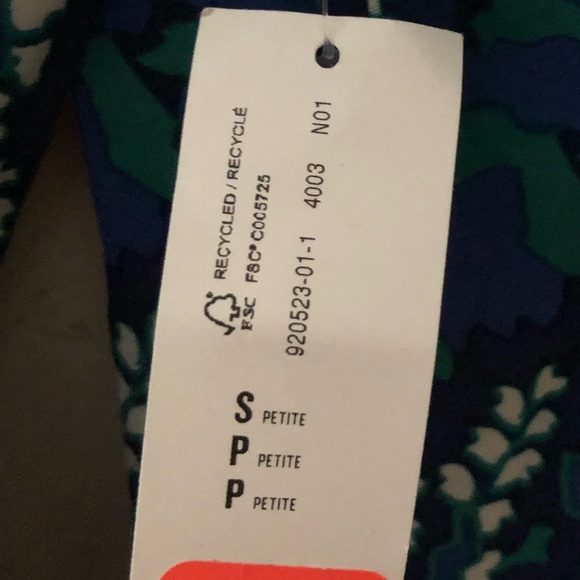 RECYCLED / RECYCLÉ
FSC® C005725
FSC
920523-01-1 4003 N01
S PETITE
P PETITE
P PETITE